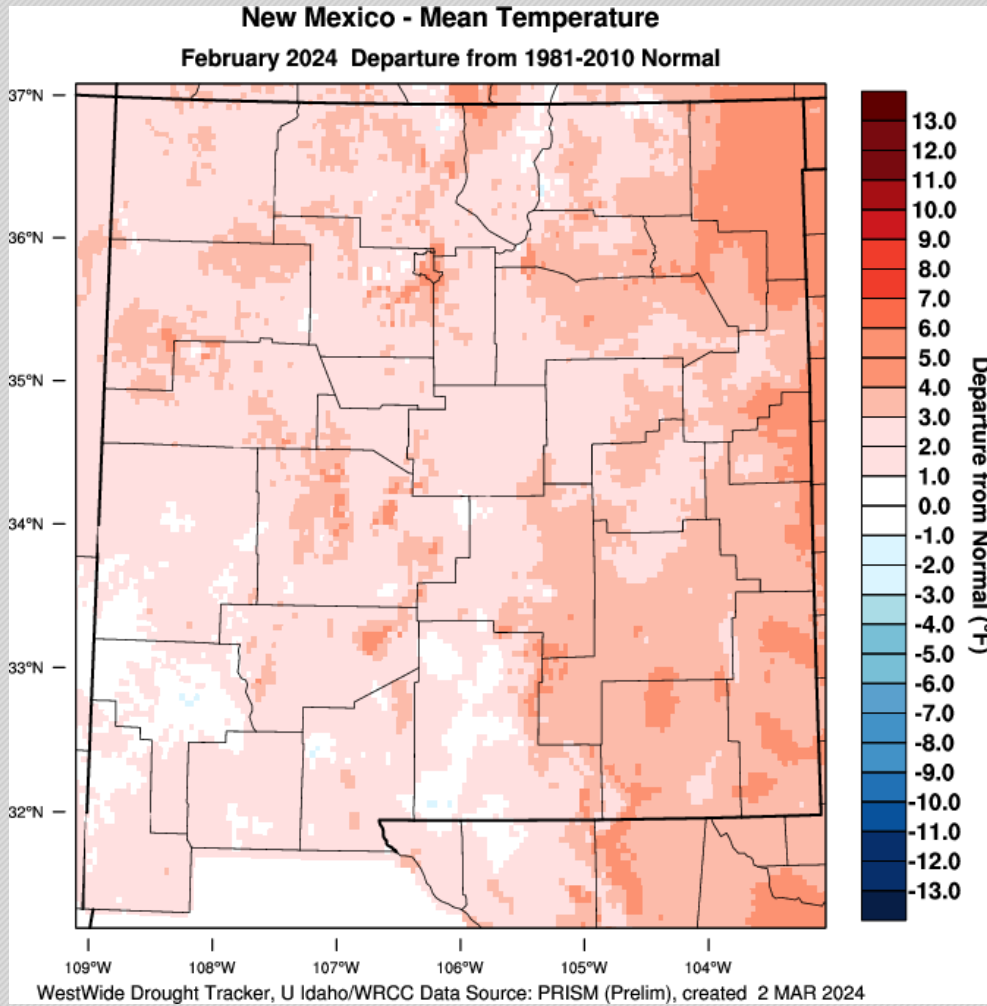 New Mexico - Mean Temperature
February 2024 Departure from 1981-2010 Normal
37°N
36°N
35°N
34°N
33°N
32°N
109°W
108°W
107°W
106°W
105°W
104°W
13.0
12.0
11.0
10.0
9.0
8.0
7.0
6.0
5.0
4.0
3.0
2.0
1.0
0.0
-1.0
-2.0
-3.0
-4.0
-5.0
-6.0
-7.0
-8.0
-9.0
-10.0
-11.0
-12.0
-13.0
Departure from Normal (°F)
WestWide Drought Tracker, U Idaho/WRCC Data Source: PRISM (Prelim), created 2 MAR 2024